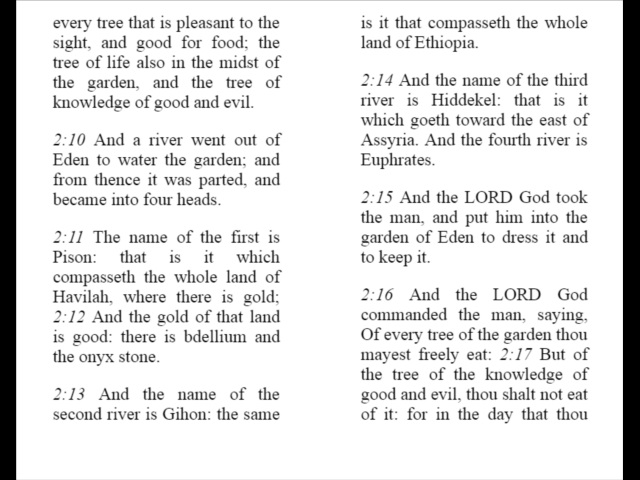 every tree that is pleasant to the
sight, and good for food; the
tree of life also in the midst of
the garden, and the tree of
knowledge of good and evil.
2:10 And a river went out of
Eden to water the garden; and
from thence it was parted, and
became into four heads.
2:11 The name of the first is
Pison: that is it which
compasseth the whole land of
Havilah, where there is gold;
2:12 And the gold of that land
is good: there is bdellium and
the onyx stone.
2:13 And the name of the
second river is Gihon: the same
is it that compasseth the whole
land of Ethiopia.
2:14 And the name of the third
river is Hiddekel: that is it
which goeth toward the east of
Assyria. And the fourth river is
Euphrates.
2:15 And the LORD God took
the man, and put him into the
garden of Eden to dress it and
to keep it.
2:16 And the LORD God
commanded the man, saying,
Of every tree of the garden thou
mayest freely eat: 2:17 But of
the tree of the knowledge of
good and evil, thou shalt not eat
of it: for in the day that thou